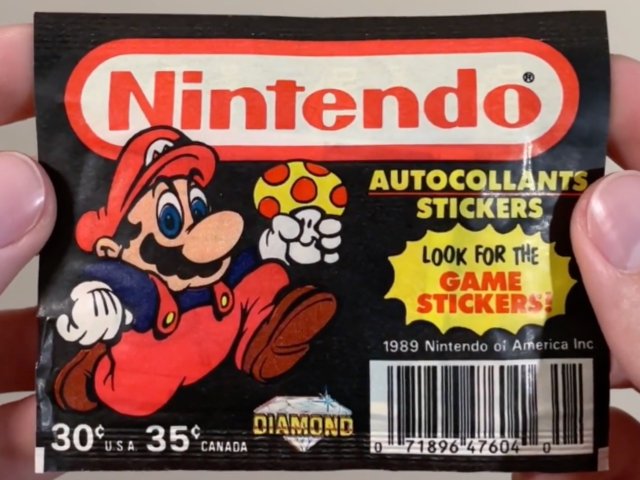 Nintendo®
AUTOCOLLANTS
STICKERS
LOOK FOR THE
GAME
STICKERS!
1989 Nintendo of America Inc
M
30¢ U.S.A. 35¢ CANADA
DIAMOND
0 71896 47604 0